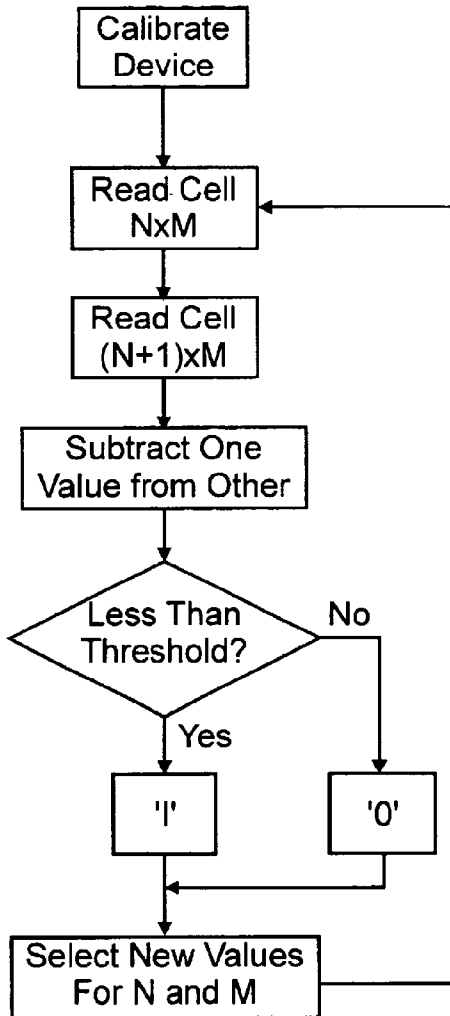 Calibrate
Device
Read Cell
NxM
Read Cell
(N+1)xM
Subtract One
Value from Other
Less Than
Threshold?
No
Yes
'I'
'0'
Select New Values
For N and M